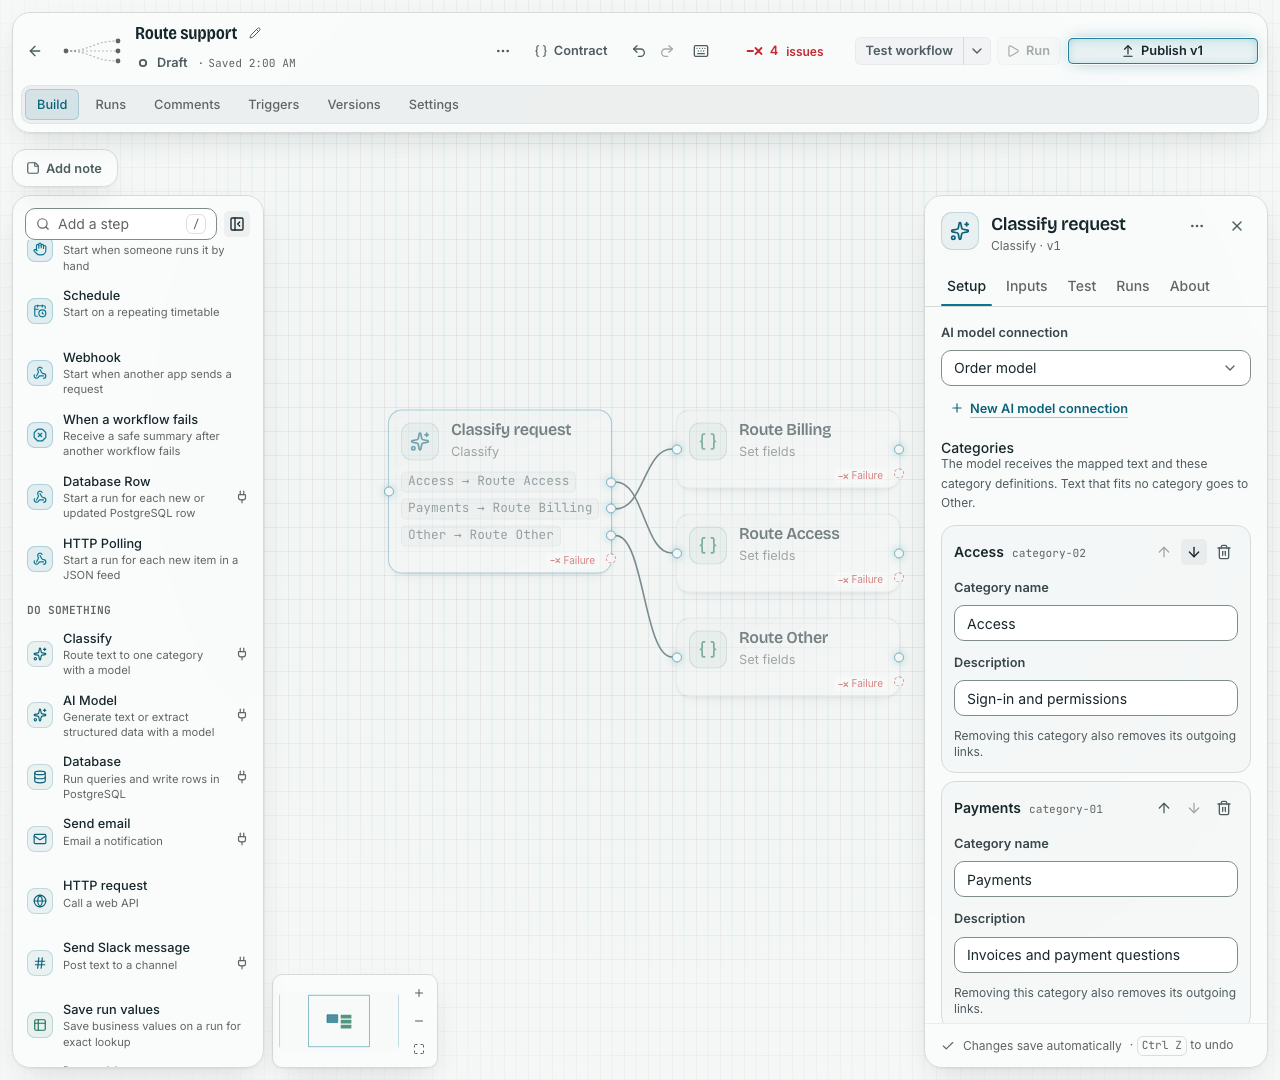 Route support
Draft · Saved 2:00 AM
{ } Contract
4 issues
Test workflow
Run
Publish v1
Build
Runs
Comments
Triggers
Versions
Settings
Add note
Add a step
/
Start when someone runs it by
hand
Schedule
Start on a repeating timetable
Webhook
Start when another app sends a
request
When a workflow fails
Receive a safe summary after
another workflow fails
Database Row
Start a run for each new or
updated PostgreSQL row
HTTP Polling
Start a run for each new item in a
JSON feed
DO SOMETHING
Classify
Route text to one category
with a model
AI Model
Generate text or extract
structured data with a model
Database
Run queries and write rows in
PostgreSQL
Send email
Email a notification
HTTP request
Call a web API
Send Slack message
Post text to a channel
Save run values
Save business values on a run for
exact lookup
Classify request
Classify
Access → Route Access
Payments → Route Billing
Other → Route Other
Failure
{ }
Route Billing
Set fields
Failure
{ }
Route Access
Set fields
Failure
{ }
Route Other
Set fields
Failure
Classify request
Classify · v1
Setup
Inputs
Test
Runs
About
AI model connection
Order model
+ New AI model connection
Categories
The model receives the mapped text and these
category definitions. Text that fits no category goes to
Other.
Access category-02
Category name
Access
Description
Sign-in and permissions
Removing this category also removes its outgoing
links.
Payments category-01
Category name
Payments
Description
Invoices and payment questions
Removing this category also removes its outgoing
links.
Changes save automatically · Ctrl Z to undo